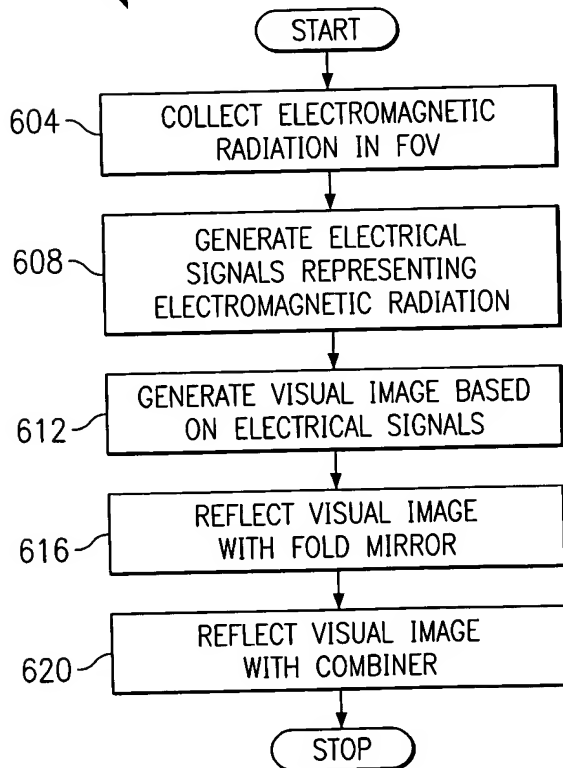 START
604
COLLECT ELECTROMAGNETIC
RADIATION IN FOV
608
GENERATE ELECTRICAL
SIGNALS REPRESENTING
ELECTROMAGNETIC RADIATION
612
GENERATE VISUAL IMAGE BASED
ON ELECTRICAL SIGNALS
616
REFLECT VISUAL IMAGE
WITH FOLD MIRROR
620
REFLECT VISUAL IMAGE
WITH COMBINER
STOP